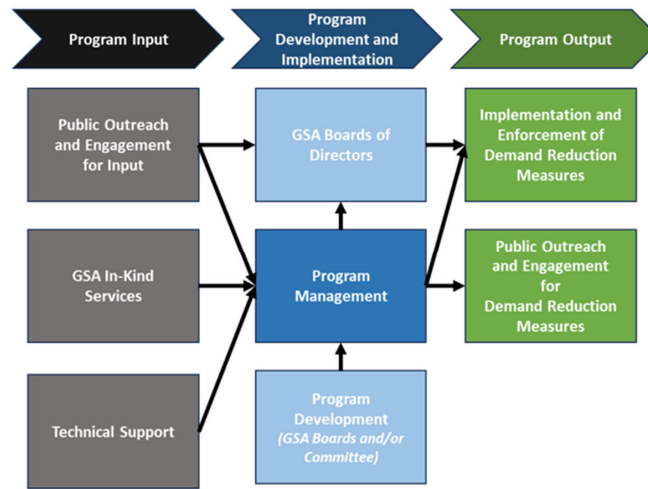 Program Input
Program
Development and
Implementation
Program Output
Public Outreach
and Engagement
for Input
GSA Boards of
Directors
Implementation and
Enforcement of
Demand Reduction
Measures
GSA In-Kind
Services
Program
Management
Public Outreach
and Engagement
for
Demand Reduction
Measures
Technical Support
Program
Development
(GSA Boards and/or
Committee)